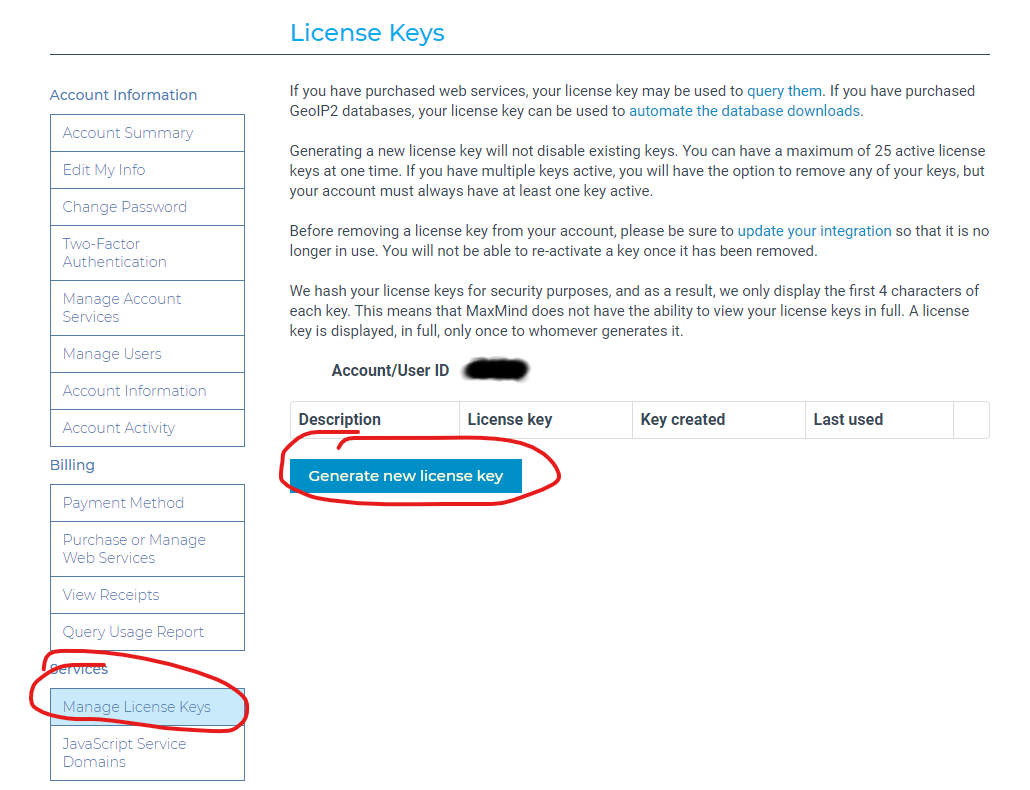 License Keys
Account Information
Account Summary
Edit My Info
Change Password
Two-Factor
Authentication
Manage Account
Services
Manage Users
Account Information
Account Activity
Billing
Payment Method
Purchase or Manage
Web Services
View Receipts
Query Usage Report
Services
Manage License Keys
JavaScript Service
Domains
If you have purchased web services, your license key may be used to query them. If you have purchased
GeoIP2 databases, your license key can be used to automate the database downloads.
Generating a new license key will not disable existing keys. You can have a maximum of 25 active license
keys at one time. If you have multiple keys active, you will have the option to remove any of your keys, but
your account must always have at least one key active.
Before removing a license key from your account, please be sure to update your integration so that it is no
longer in use. You will not be able to re-activate a key once it has been removed.
We hash your license keys for security purposes, and as a result, we only display the first 4 characters of
each key. This means that MaxMind does not have the ability to view your license keys in full. A license
key is displayed, in full, only once to whomever generates it.
Account/User ID
Description License key Key created Last used
Generate new license key